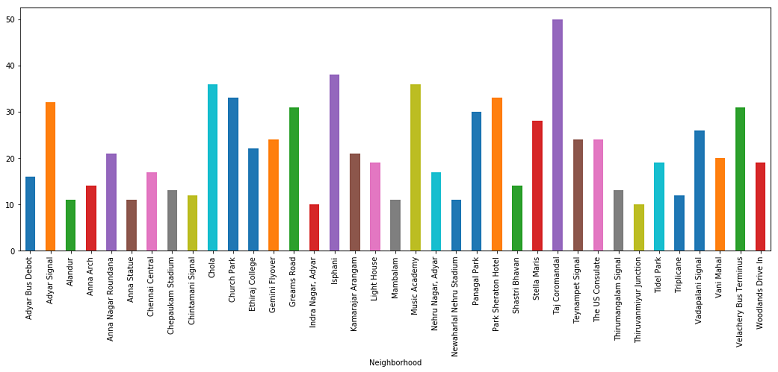 50
40
30
20
10
0
Adyar Bus Debot
Adyar Signal
Alandur
Anna Arch
Anna Nagar Roundana
Anna Statue
Chennai Central
Chepaukam Stadium
Chintamani Signal
Chola
Church Park
Ethiraj College
Gemini Flyover
Greams Road
Indra Nagar, Adyar
Isphani
Kamarajar Arangam
Light House
Mambalam
Music Academy
Nehru Nagar, Adyar
Newaharlal Nehru Stadium
Panagal Park
Park Sheraton Hotel
Shastri Bhavan
Stella Maris
Taj Coromandal
Teynampet Signal
The US Consulate
Thirumangalam Signal
Thiruvanmiyur Junction
Tidel Park
Triplicane
Vadapalani Signal
Vani Mahal
Velachery Bus Terminus
Woodlands Drive In
Neighborhood